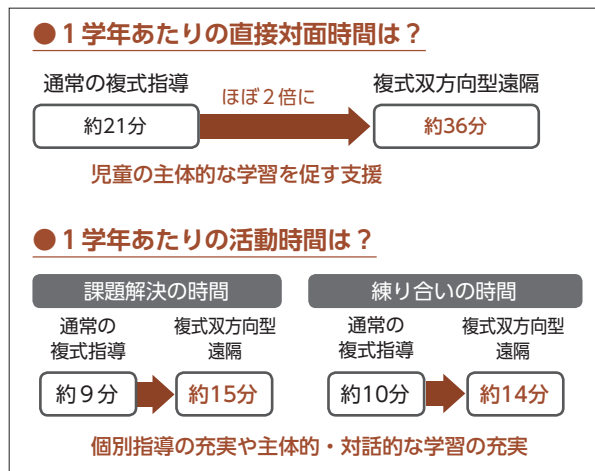 ●１学年あたりの直接対面時間は？
通常の複式指導
ほぼ２倍に
複式双方向型遠隔
約21分
約36分
児童の主体的な学習を促す支援
●１学年あたりの活動時間は？
課題解決の時間
練り合いの時間
通常の
複式指導
複式双方向型
遠隔
通常の
複式指導
複式双方向型
遠隔
約９分
約15分
約10分
約14分
個別指導の充実や主体的・対話的な学習の充実